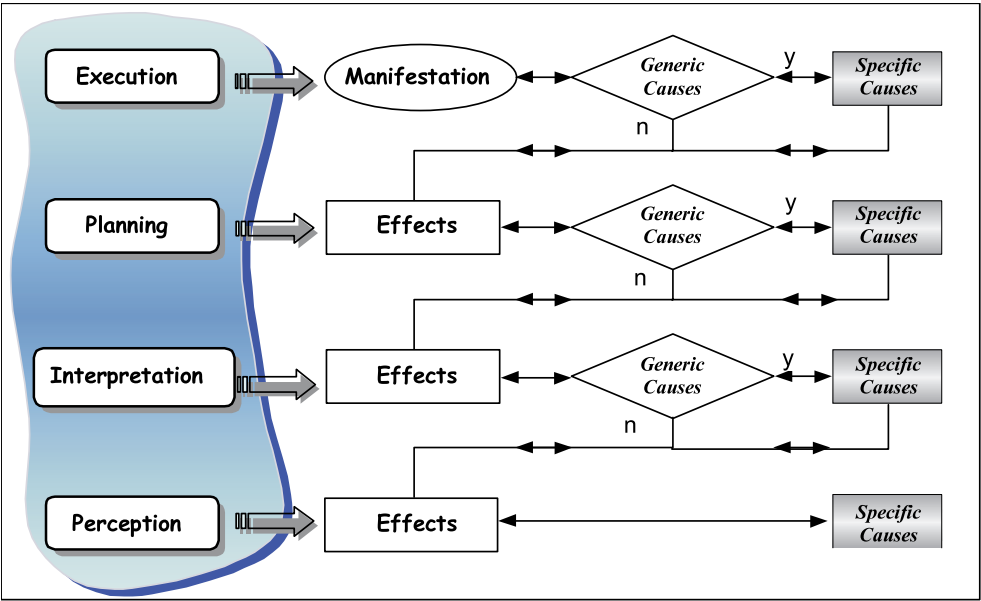 Execution
Manifestation
Generic
Causes
y
Specific
Causes
n
Planning
Effects
Generic
Causes
y
Specific
Causes
n
Interpretation
Effects
Generic
Causes
y
Specific
Causes
n
Perception
Effects
Specific
Causes